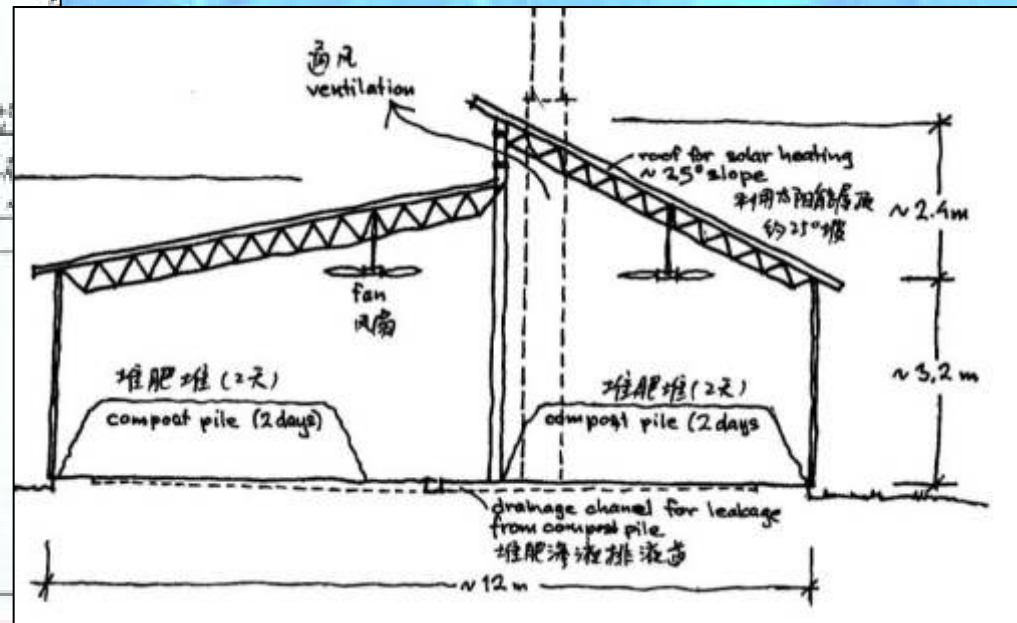 通风
ventilation
roof for solar heating
~ 25° slope
利用太阳能屋顶
约25°坡
~ 2.4m
fan
风扇
~ 3.2 m
堆肥堆 (2天)
compost pile (2 days)
堆肥堆 (2天)
compost pile (2 days
drainage chanel for leakage
from compost pile
堆肥渗液排液道
~ 12 m